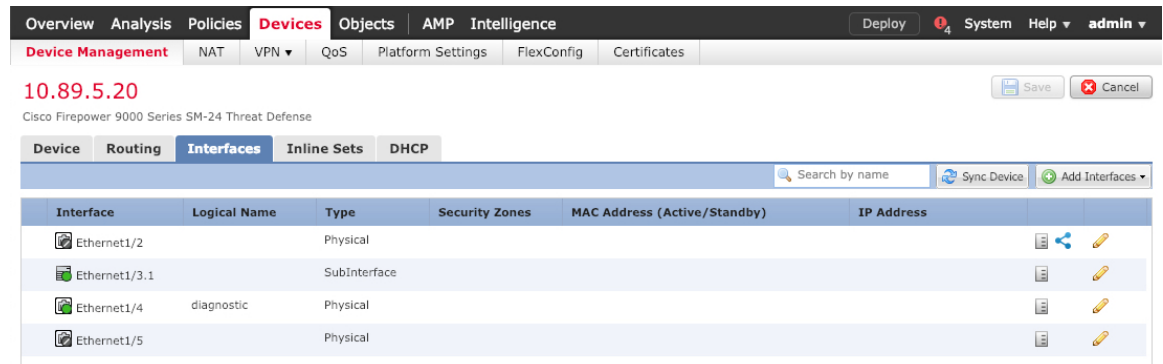 Overview Analysis Policies Devices Objects AMP Intelligence Deploy 4 System Help admin
Device Management NAT VPN QoS Platform Settings FlexConfig Certificates
10.89.5.20 Save Cancel
Cisco Firepower 9000 Series SM-24 Threat Defense
Device Routing Interfaces Inline Sets DHCP
Search by name Sync Device Add Interfaces
Interface Logical Name Type Security Zones MAC Address (Active/Standby) IP Address
Ethernet1/2 Physical
Ethernet1/3.1 SubInterface
Ethernet1/4 diagnostic Physical
Ethernet1/5 Physical